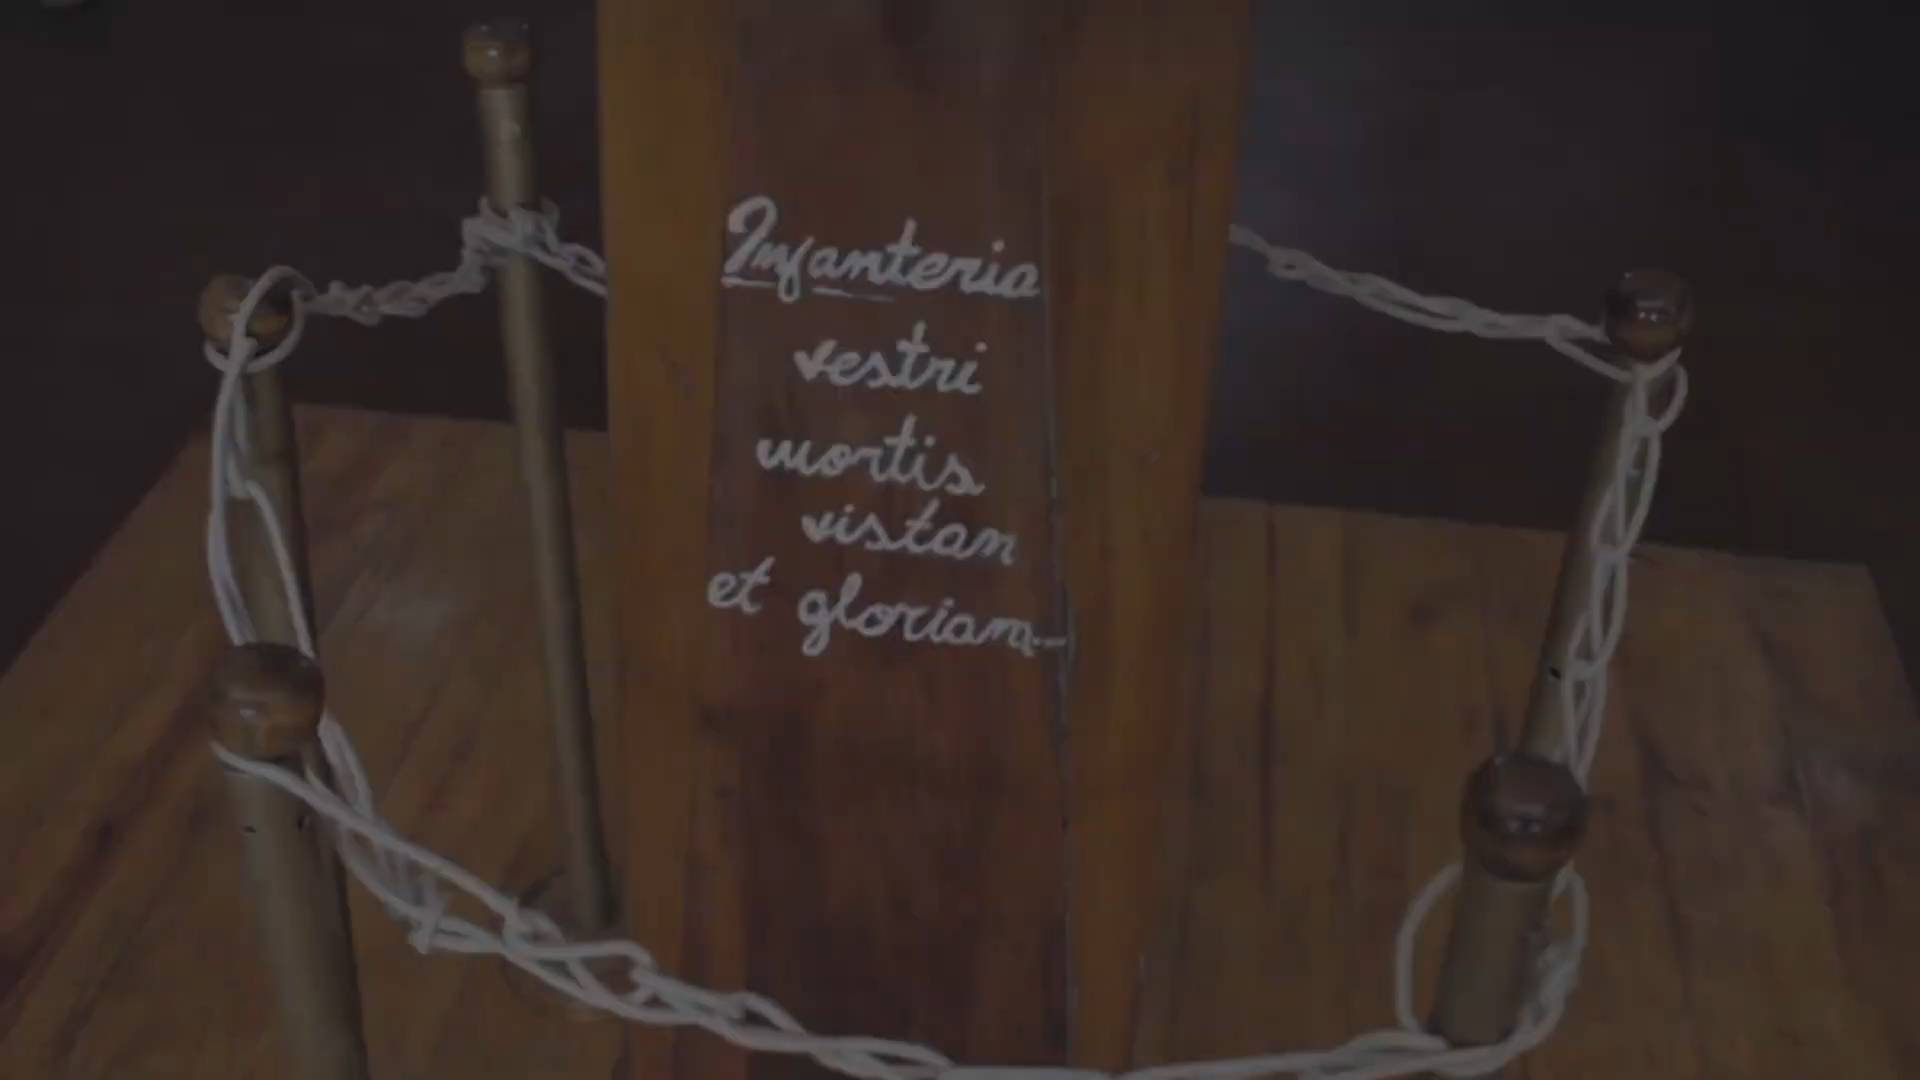 Infanteria
vestri
mortis
vistam
et gloriam...